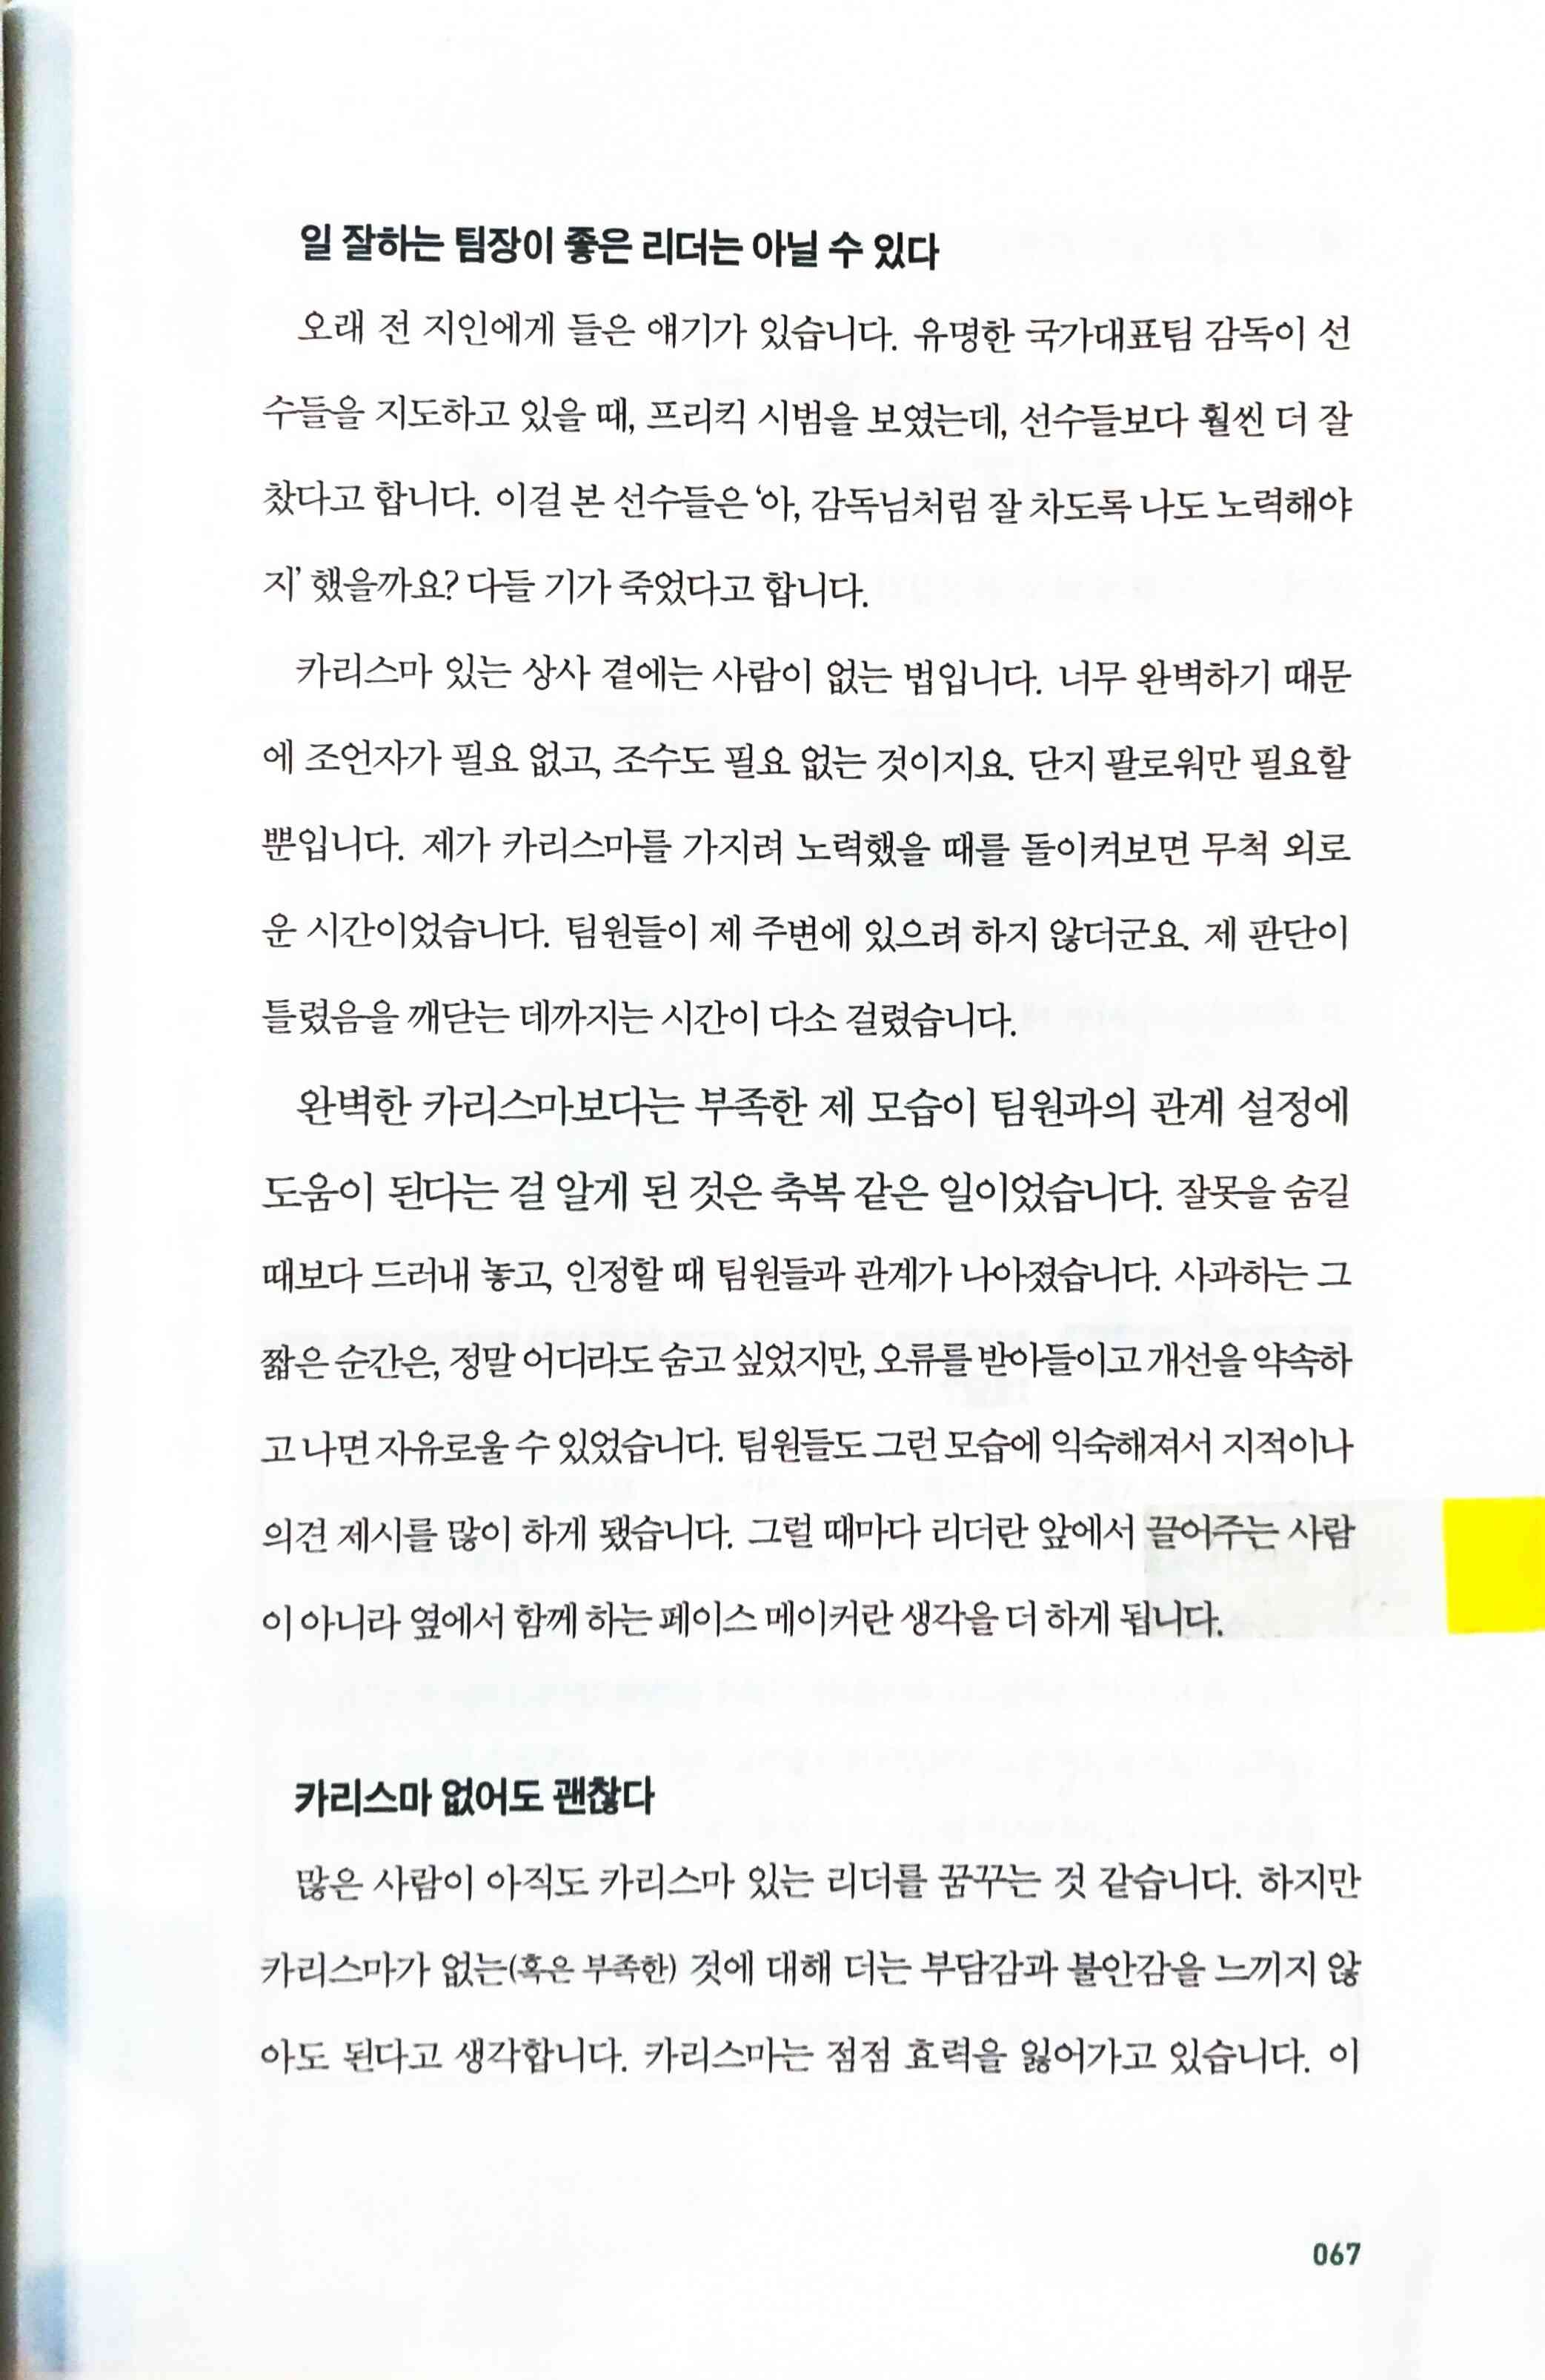 일 잘하는 팀장이 좋은 리더는 아닐 수 있다
오래 전 지인에게 들은 얘기가 있습니다. 유명한 국가대표팀 감독이 선
수들을 지도하고 있을 때, 프리킥 시범을 보였는데, 선수들보다 훨씬 더 잘
찼다고 합니다. 이걸 본 선수들은 ‘아, 감독님처럼 잘 차도록 나도 노력해야
지’ 했을까요? 다들 기가 죽었다고 합니다.
카리스마 있는 상사 곁에는 사람이 없는 법입니다. 너무 완벽하기 때문
에 조언자가 필요 없고, 조수도 필요 없는 것이지요. 단지 팔로워만 필요할
뿐입니다. 제가 카리스마를 가지려 노력했을 때를 돌이켜보면 무척 외로
운 시간이었습니다. 팀원들이 제 주변에 있으려 하지 않더군요. 제 판단이
틀렸음을 깨닫는 데까지는 시간이 다소 걸렸습니다.
완벽한 카리스마보다는 부족한 제 모습이 팀원과의 관계 설정에
도움이 된다는 걸 알게 된 것은 축복 같은 일이었습니다. 잘못을 숨길
때보다 드러내 놓고, 인정할 때 팀원들과 관계가 나아졌습니다. 사과하는 그
짧은 순간은, 정말 어디라도 숨고 싶었지만, 오류를 받아들이고 개선을 약속하
고 나면 자유로울 수 있었습니다. 팀원들도 그런 모습에 익숙해져서 지적이나
의견 제시를 많이 하게 됐습니다. 그럴 때마다 리더란 앞에서 끌어주는 사람
이 아니라 옆에서 함께 하는 페이스 메이커란 생각을 더 하게 됩니다.
카리스마 없어도 괜찮다
많은 사람이 아직도 카리스마 있는 리더를 꿈꾸는 것 같습니다. 하지만
카리스마가 없는(혹은 부족한) 것에 대해 더는 부담감과 불안감을 느끼지 않
아도 된다고 생각합니다. 카리스마는 점점 효력을 잃어가고 있습니다. 이
067